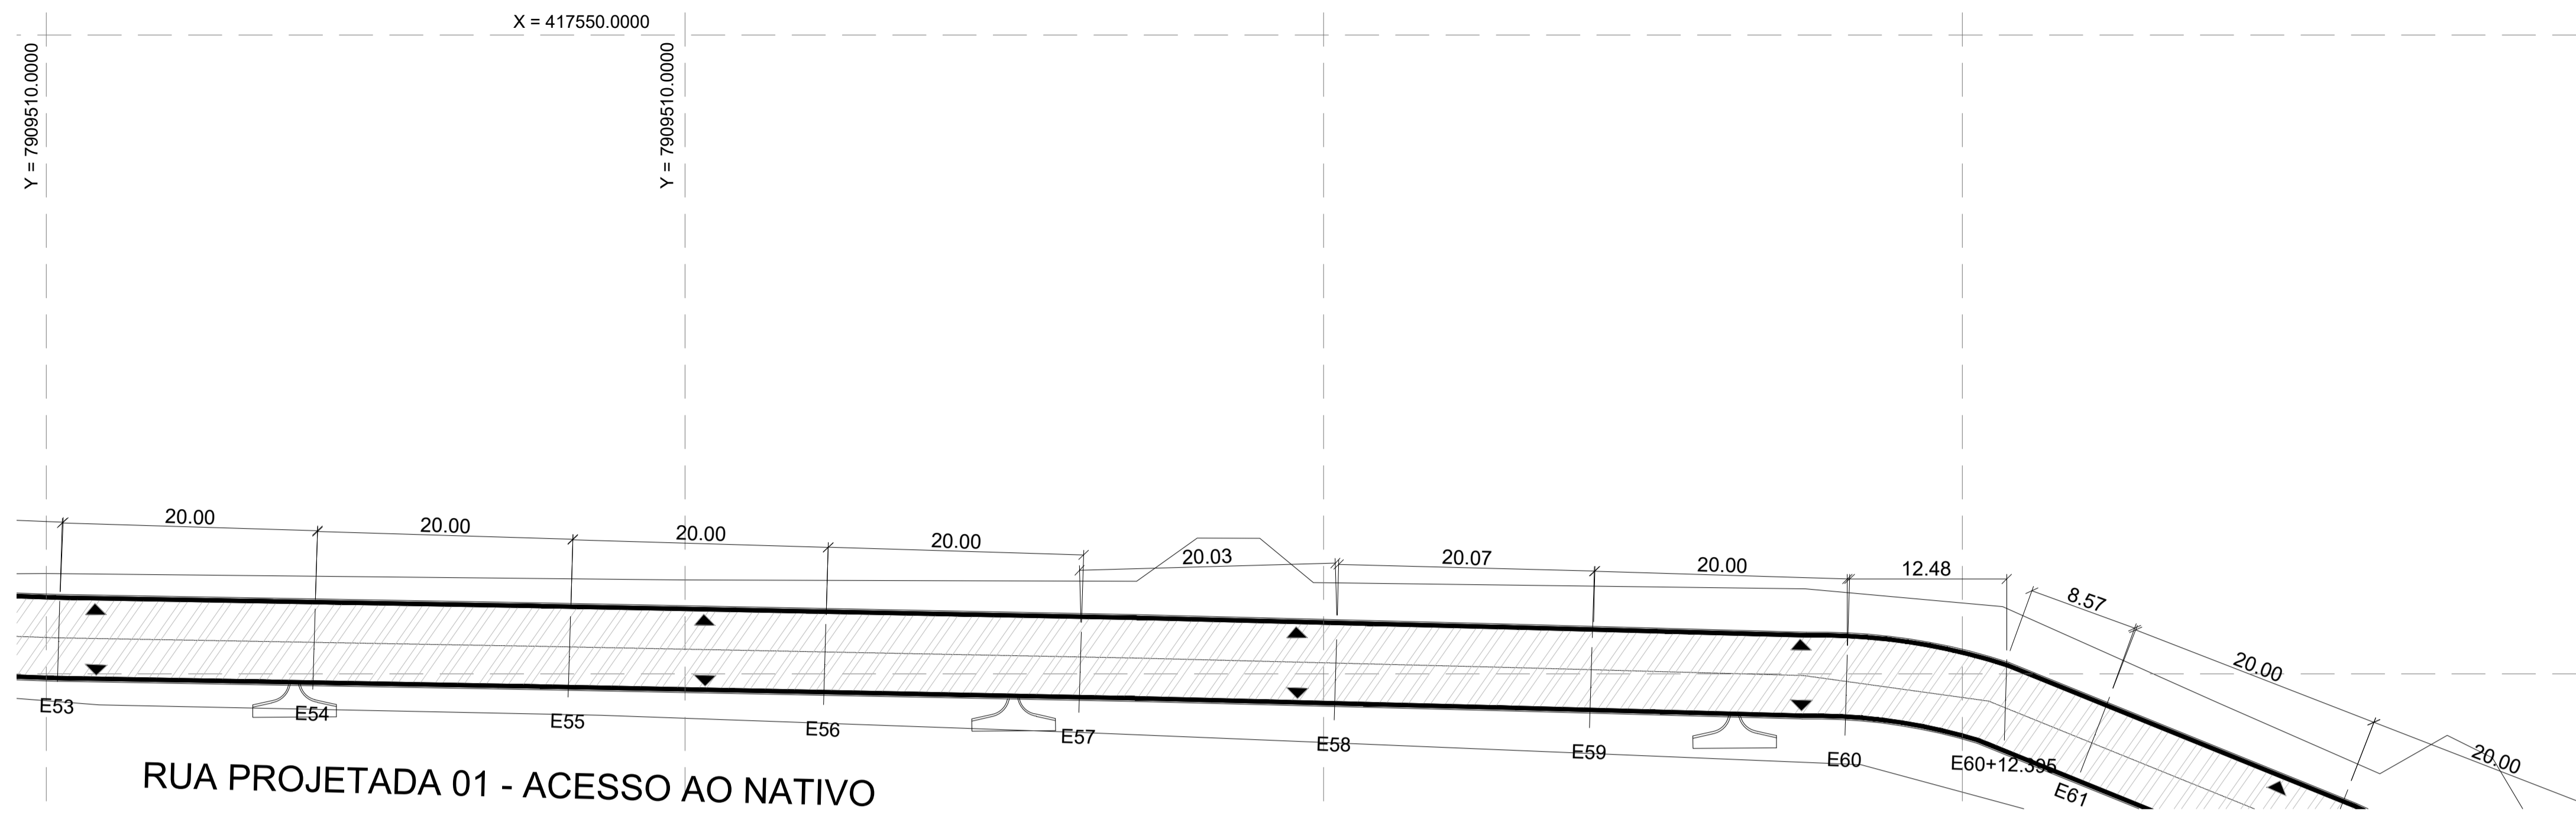 X = 417550.0000
Y = 7909510.0000
Y = 7909510.0000
20.00
20.00
20.00
20.00
20.03
20.07
20.00
12.48
8.57
20.00
20.00
E53
E54
E55
E56
E57
E58
E59
E60
E60+12.395
E61
RUA PROJETADA 01 - ACESSO AO NATIVO